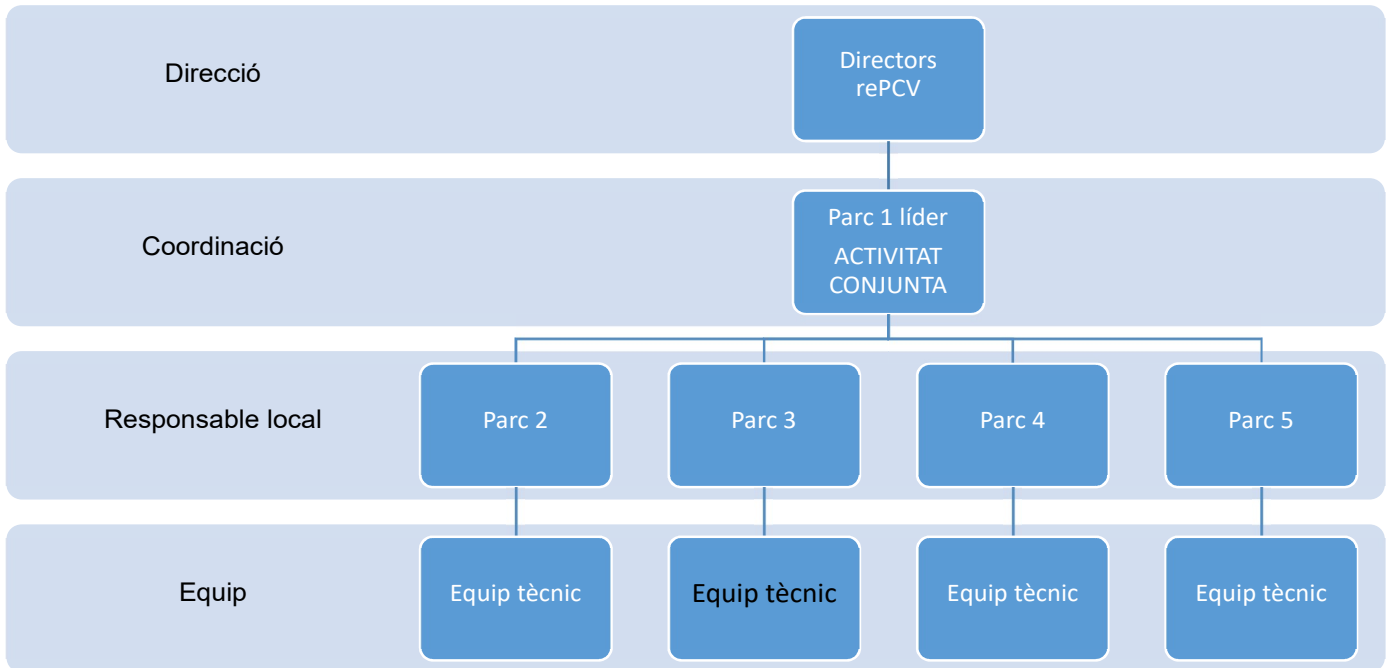 Direcció
Directors
rePCV
Coordinació
Parc 1 líder
ACTIVITAT
CONJUNTA
Responsable local
Parc 2
Parc 3
Parc 4
Parc 5
Equip
Equip tècnic
Equip tècnic
Equip tècnic
Equip tècnic